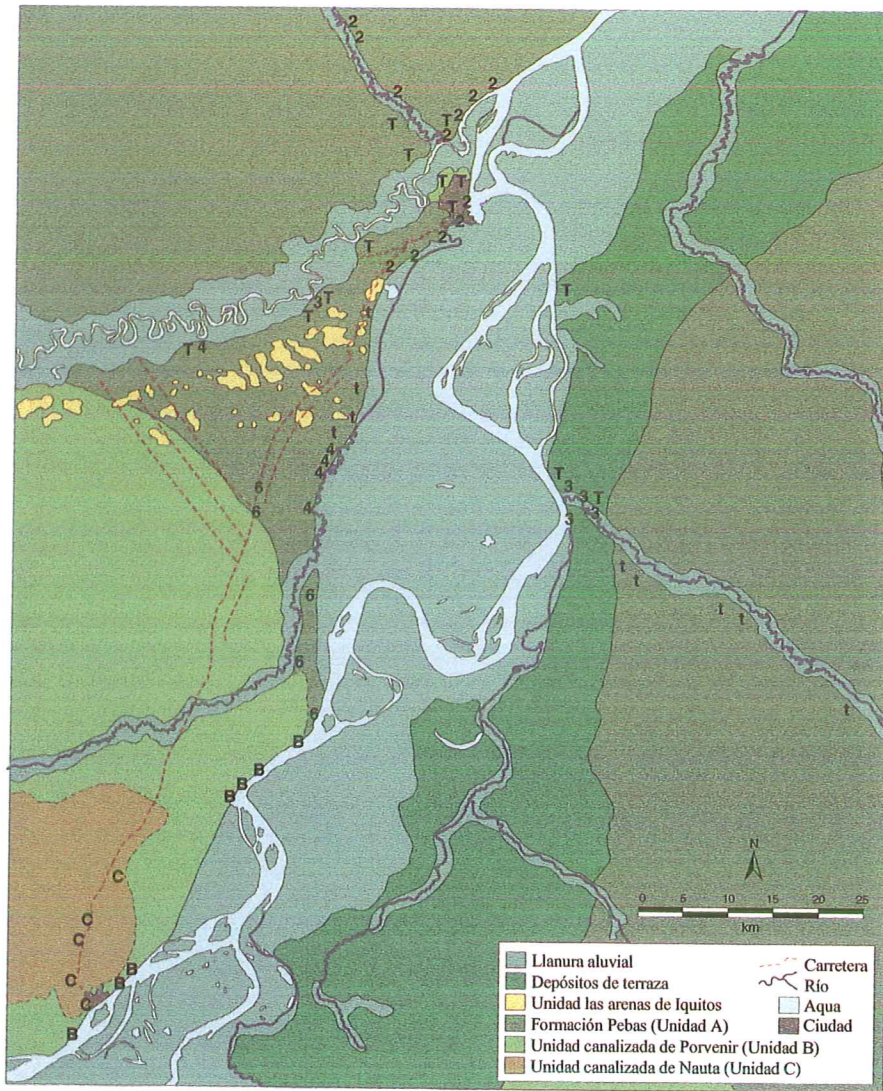 2
2
2
2
2
2
T T
2
T
T T
2
T
2
2
T
2
2
T
3 T
T t
T 4
t
t
t
4
4
4
T
3
6
3 T
4
3
6
3
t
t
6
t t
6
t
6
B
B
B
B
N
C
0 5 10 15 20 25
km
C
C
B
C B
C
B
Llanura aluvial
Depósitos de terraza
Unidad las arenas de Iquitos
Formación Pebas (Unidad A)
Unidad canalizada de Porvenir (Unidad B)
Unidad canalizada de Nauta (Unidad C)
Carretera
Río
Aqua
Ciudad